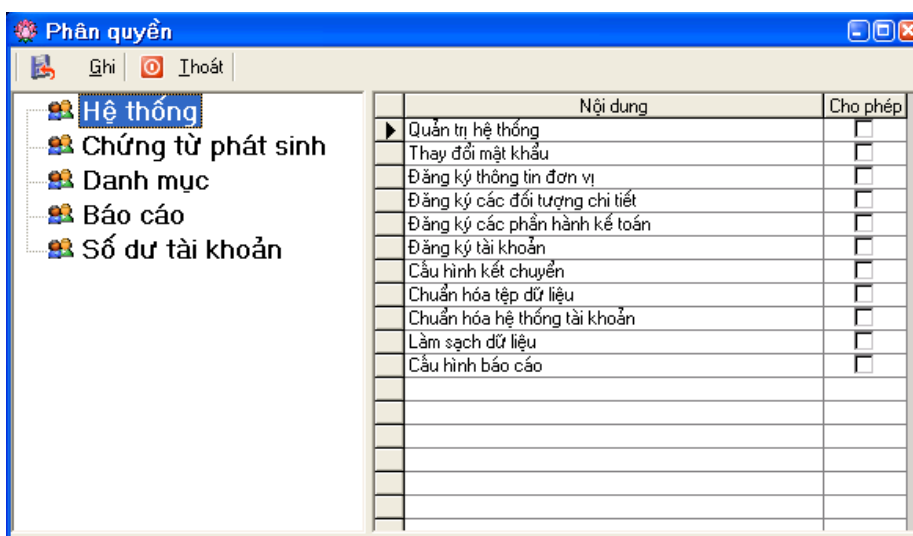 Phân quyền
Ghi Thoát
Hệ thống
Chứng từ phát sinh
Danh mục
Báo cáo
Số dư tài khoản
Nội dung Cho phép
Quản trị hệ thống
Thay đổi mật khẩu
Đăng ký thông tin đơn vị
Đăng ký các đối tượng chi tiết
Đăng ký các phần hành kế toán
Đăng ký tài khoản
Cấu hình kết chuyển
Chuẩn hóa tệp dữ liệu
Chuẩn hóa hệ thống tài khoản
Làm sạch dữ liệu
Cấu hình báo cáo